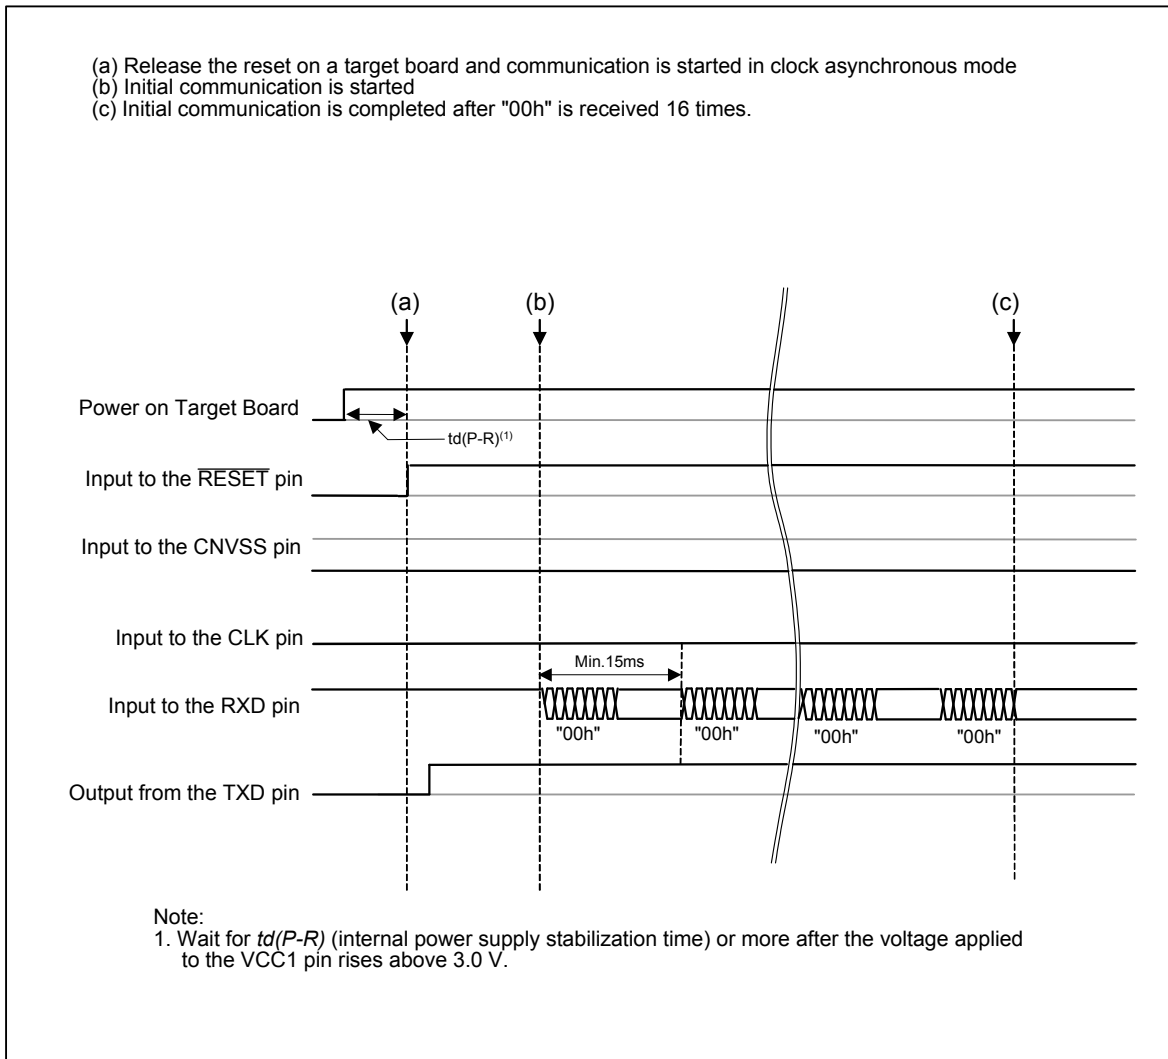 (a) Release the reset on a target board and communication is started in clock asynchronous mode
(b) Initial communication is started
(c) Initial communication is completed after "00h" is received 16 times.
(a)
(b)
(c)
Power on Target Board
td(P-R)(1)
Input to the RESET pin
Input to the CNVSS pin
Input to the CLK pin
Min.15ms
Input to the RXD pin
"00h"
"00h"
"00h"
"00h"
Output from the TXD pin
Note:
1. Wait for td(P-R) (internal power supply stabilization time) or more after the voltage applied
to the VCC1 pin rises above 3.0 V.